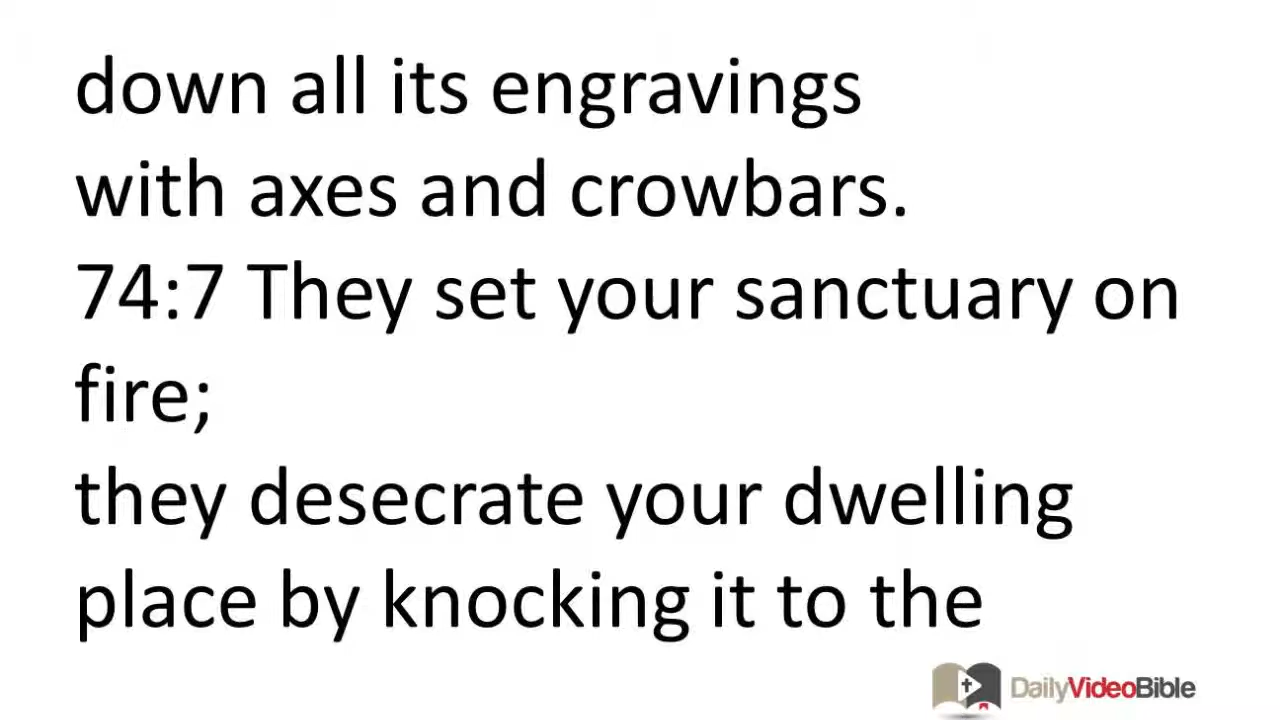 down all its engravings
with axes and crowbars.
74:7 They set your sanctuary on
fire;
they desecrate your dwelling
place by knocking it to the
DailyVideoBible